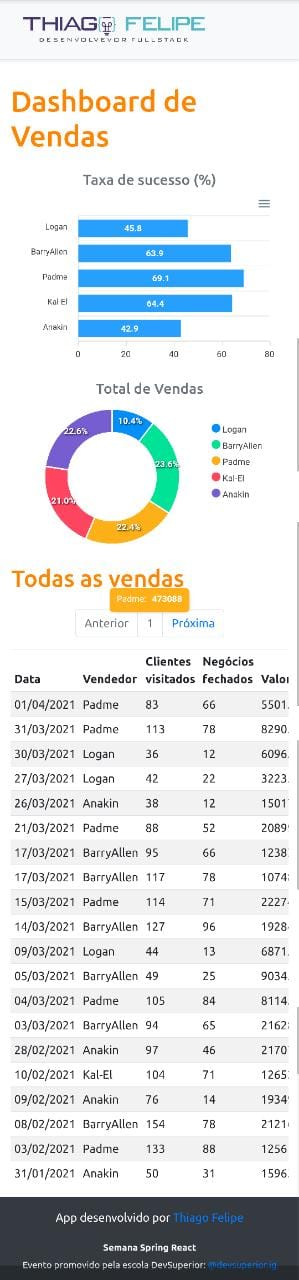 THIAGO FELIPE
DESENVOLVEVDOR FULLSTACK
Dashboard de
Vendas
Taxa de sucesso (%)
Logan 45.8
BarryAllen 63.9
Padme 69.1
Kal-El 64.4
Anakin 42.9
0 20 40 60 80
Total de Vendas
22.6% 10.4%
23.6%
21.0%
22.4%
Logan
BarryAllen
Padme
Kal-El
Anakin
Todas as vendas
Padme: 473088
Anterior 1 Próxima
Data Vendedor Clientes visitados Negócios fechados Valor
01/04/2021 Padme 83 66 5501.
31/03/2021 Padme 113 78 8290.
30/03/2021 Logan 36 12 6096.
27/03/2021 Logan 42 22 3223.
26/03/2021 Anakin 38 12 1501
21/03/2021 Padme 88 52 2089
17/03/2021 BarryAllen 95 66 1238
17/03/2021 BarryAllen 117 78 1074
15/03/2021 Padme 114 71 2227
14/03/2021 BarryAllen 127 96 1928
09/03/2021 Logan 44 13 6871.
05/03/2021 BarryAllen 49 25 9034.
04/03/2021 Padme 105 84 8114.
03/03/2021 BarryAllen 94 65 2162
28/02/2021 Anakin 97 46 2170
10/02/2021 Kal-El 104 71 1265
09/02/2021 Anakin 76 14 1934
08/02/2021 BarryAllen 154 78 2121
03/02/2021 Padme 133 88 1256
31/01/2021 Anakin 50 31 1596.
App desenvolvido por Thiago Felipe
Semana Spring React
Evento promovido pela escola DevSuperior: @devsuperior.ig